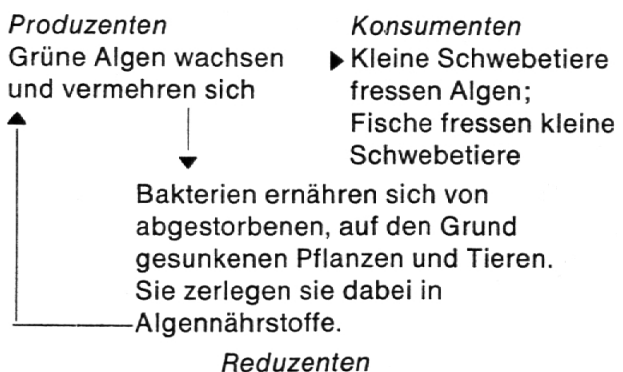 Produzenten
Grüne Algen wachsen
und vermehren sich
Konsumenten
Kleine Schwebetiere
fressen Algen;
Fische fressen kleine
Schwebetiere
Bakterien ernähren sich von
abgestorbenen, auf den Grund
gesunkenen Pflanzen und Tieren.
Sie zerlegen sie dabei in
Algennährstoffe.
Reduzenten